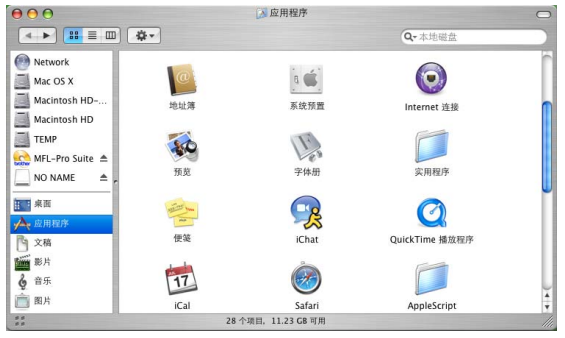 应用程序
本地磁盘
Network
Mac OS X
Macintosh HD-...
Macintosh HD
TEMP
MFL-Pro Suite
NO NAME
桌面
应用程序
文稿
影片
音乐
图片
地址簿
系统预置
Internet 连接
预览
字体册
实用程序
便笺
iChat
QuickTime 播放程序
17
iCal
Safari
AppleScript
28 个项目，11.23 GB 可用